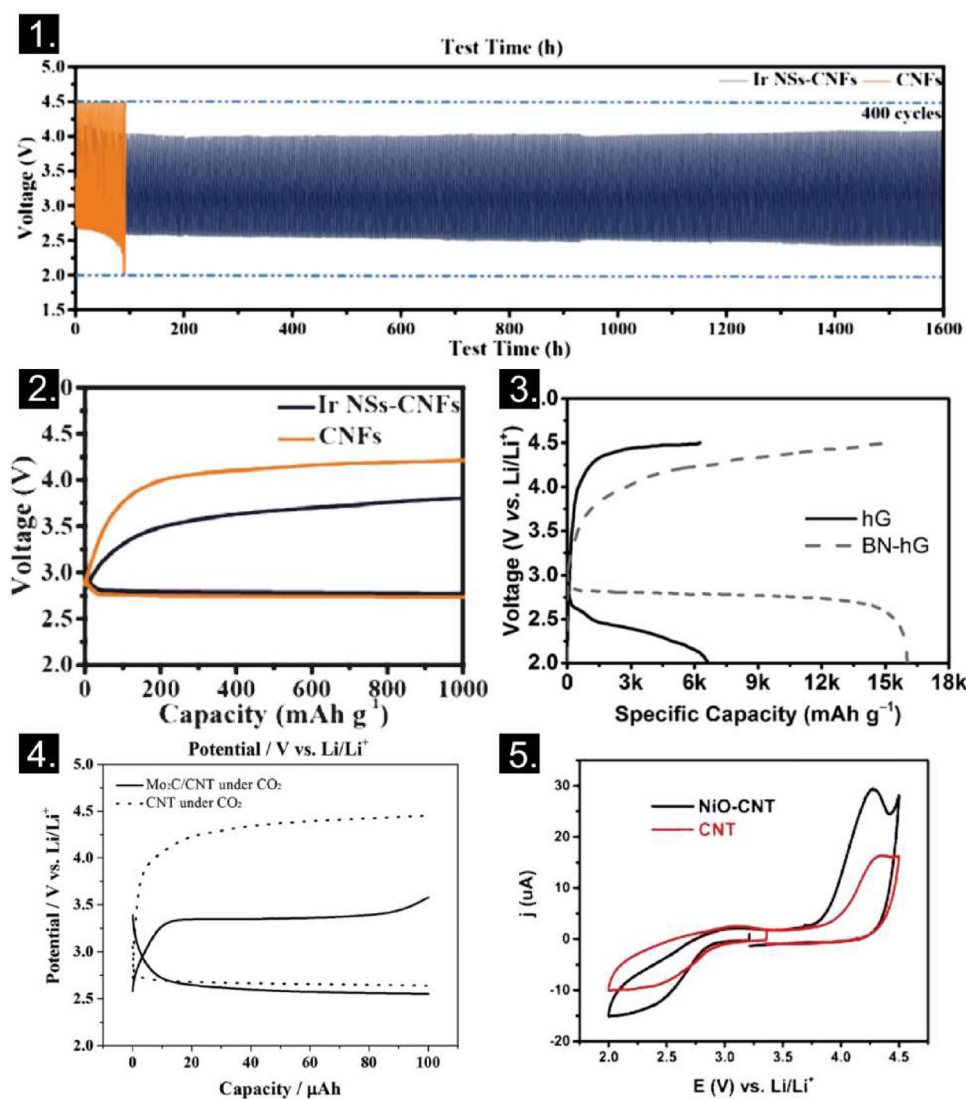 1.
Test Time (h)
5.0
4.5
4.0
3.5
3.0
2.5
2.0
1.5
Voltage (V)
Ir NSs-CNFs
CNFs
400 cycles
0
200
400
600
800
1000
1200
1400
1600
Test Time (h)
2.
.0
4.5
4.0
3.5
3.0
2.5
2.0
Voltage (V)
Ir NSs-CNFs
CNFs
0
200
400
600
800
1000
Capacity (mAh g⁻¹)
3.
5.0
4.5
4.0
3.5
3.0
2.5
2.0
Voltage (V vs. Li/Li⁺)
hG
BN-hG
0
3k
6k
9k
12k
15k
18k
Specific Capacity (mAh g⁻¹)
4.
Potential / V vs. Li/Li⁺
5.0
4.5
4.0
3.5
3.0
2.5
2.0
Potential / V vs. Li/Li⁺
Mo₂C/CNT under CO₂
CNT under CO₂
0
20
40
60
80
100
Capacity / μAh
5.
30
20
10
0
-10
-20
j (uA)
NiO-CNT
CNT
2.0
2.5
3.0
3.5
4.0
4.5
E (V) vs. Li/Li⁺